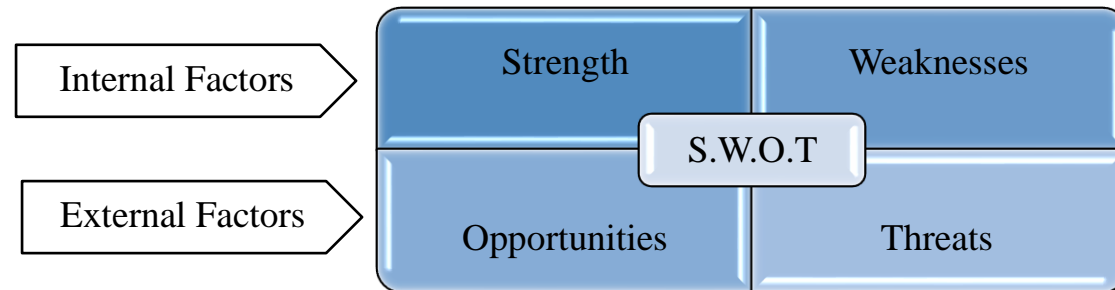 Internal Factors
Strength
Weaknesses
S.W.O.T
External Factors
Opportunities
Threats